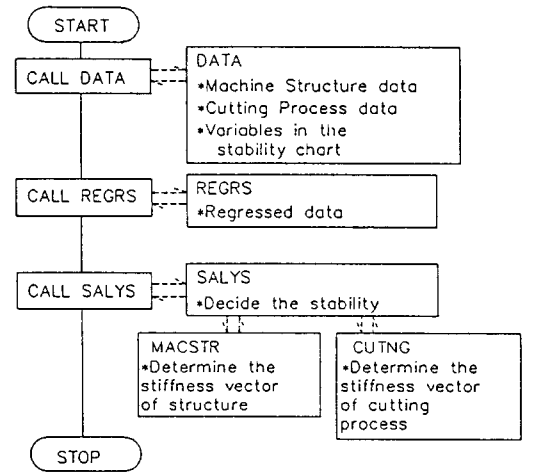 START
CALL DATA
DATA
*Machine Structure data
*Cutting Process data
*Variables in the
stability chart
CALL REGRS
REGRS
*Regressed data
CALL SALYS
SALYS
*Decide the stability
MACSTR
*Determine the
stiffness vector
of structure
CUTNG
*Determine the
stiffness vector
of cutting
process
STOP